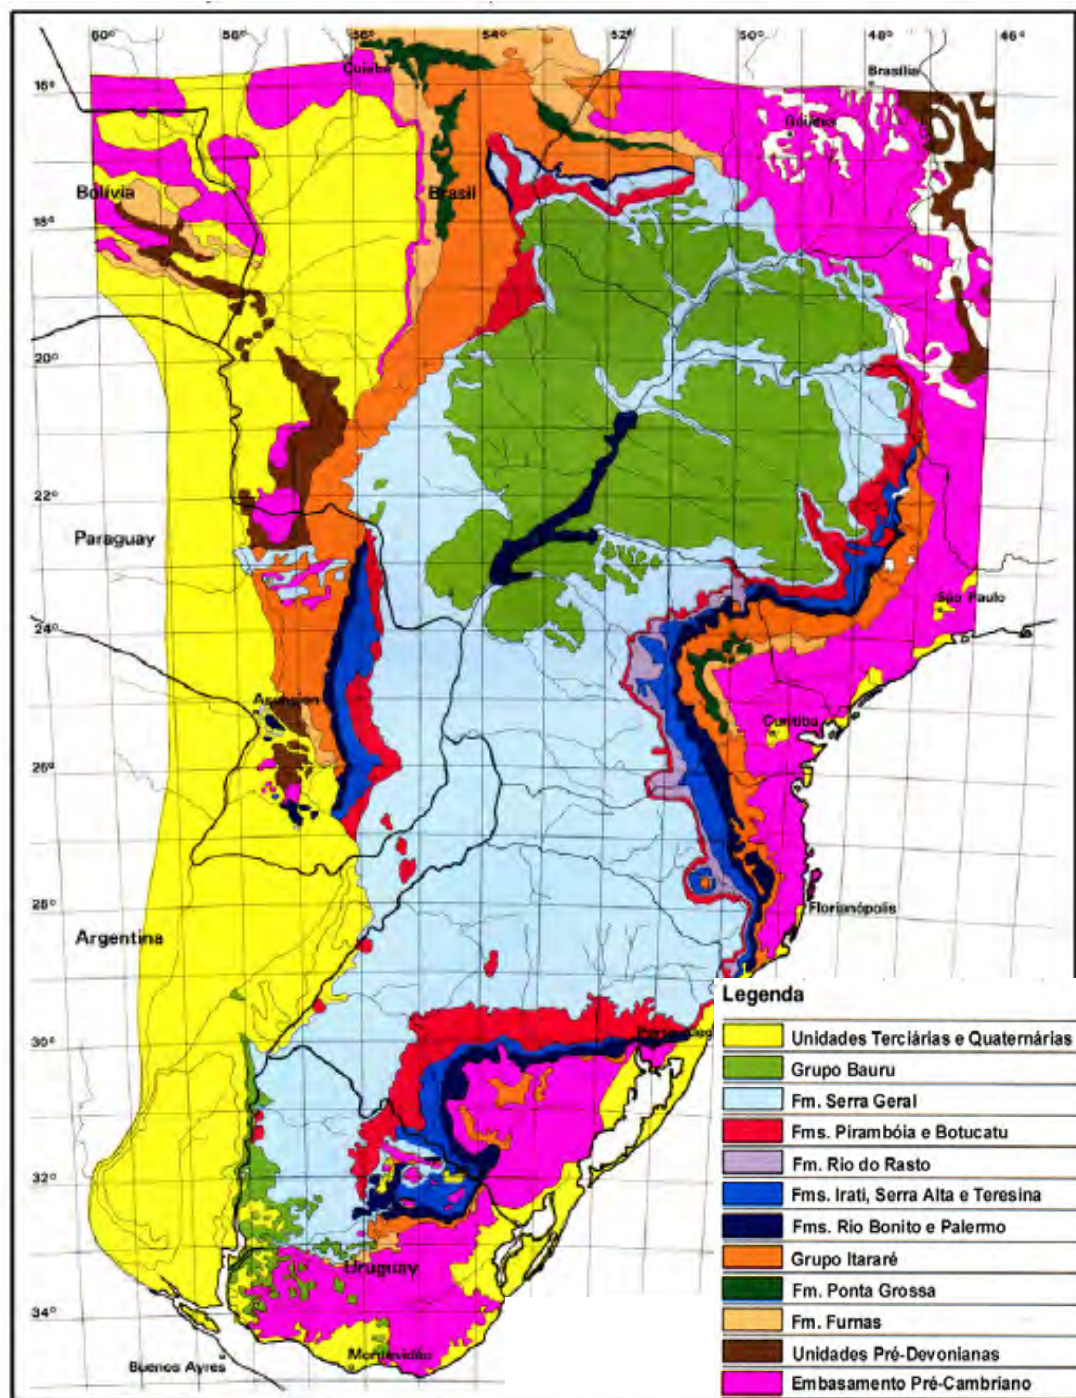 60° 58° 56° 54° 52° 50° 48° 46°
Cuiabá
Brasília
16°
Goiânia
Bolívia
Brasil
18°
20°
22°
Paraguay
São Paulo
24°
Asuncion
Curitiba
26°
28°
Florianópolis
Argentina
30°
32°
Uruguay
34°
Montevidéo
Buenos Ayres
Legenda
Unidades Terciárias e Quaternárias
Grupo Bauru
Fm. Serra Geral
Fms. Pirambóia e Botucatu
Fm. Rio do Rasto
Fms. Irati, Serra Alta e Teresina
Fms. Rio Bonito e Palermo
Grupo Itararé
Fm. Ponta Grossa
Fm. Furnas
Unidades Pré-Devonianas
Embasamento Pré-Cambriano